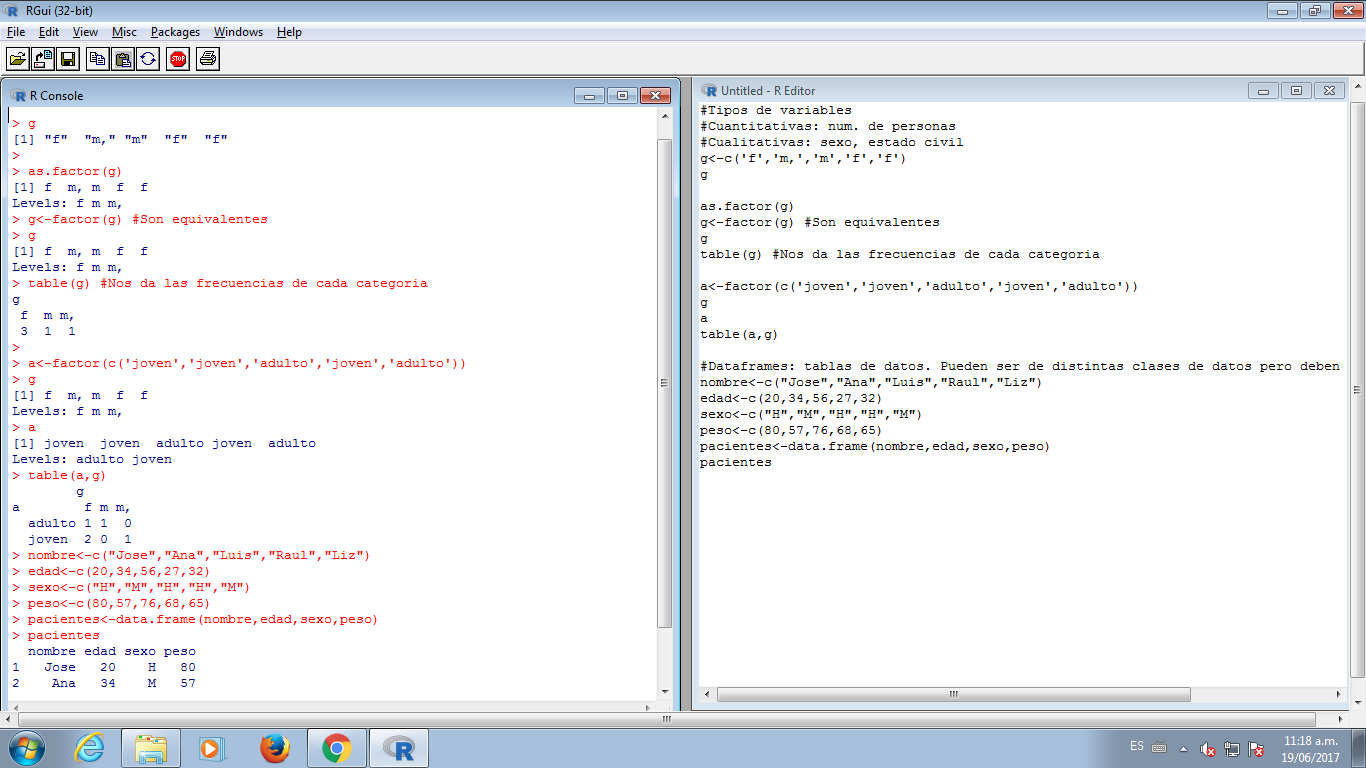 RGui (32-bit)
File Edit View Misc Packages Windows Help
STOP
R Console
> g
[1] "f"  "m," "m"  "f"  "f"
>
> as.factor(g)
[1] f  m, m  f  f
Levels: f m m,
> g<-factor(g) #Son equivalentes
> g
[1] f  m, m  f  f
Levels: f m m,
> table(g) #Nos da las frecuencias de cada categoria
g
 f  m m,
 3  1  1
>
> a<-factor(c('joven','joven','adulto','joven','adulto'))
> g
[1] f  m, m  f  f
Levels: f m m,
> a
[1] joven  joven  adulto joven  adulto
Levels: adulto joven
> table(a,g)
        g
a        f m m,
  adulto 1 1  0
  joven  2 0  1
> nombre<-c("Jose","Ana","Luis","Raul","Liz")
> edad<-c(20,34,56,27,32)
> sexo<-c("H","M","H","H","M")
> peso<-c(80,57,76,68,65)
> pacientes<-data.frame(nombre,edad,sexo,peso)
> pacientes
  nombre edad sexo peso
1   Jose   20    H   80
2    Ana   34    M   57
Untitled - R Editor
#Tipos de variables
#Cuantitativas: num. de personas
#Cualitativas: sexo, estado civil
g<-c('f','m,','m','f','f')
g
as.factor(g)
g<-factor(g) #Son equivalentes
g
table(g) #Nos da las frecuencias de cada categoria
a<-factor(c('joven','joven','adulto','joven','adulto'))
g
a
table(a,g)
#Dataframes: tablas de datos. Pueden ser de distintas clases de datos pero deben
nombre<-c("Jose","Ana","Luis","Raul","Liz")
edad<-c(20,34,56,27,32)
sexo<-c("H","M","H","H","M")
peso<-c(80,57,76,68,65)
pacientes<-data.frame(nombre,edad,sexo,peso)
pacientes
ES
11:18 a.m.
19/06/2017